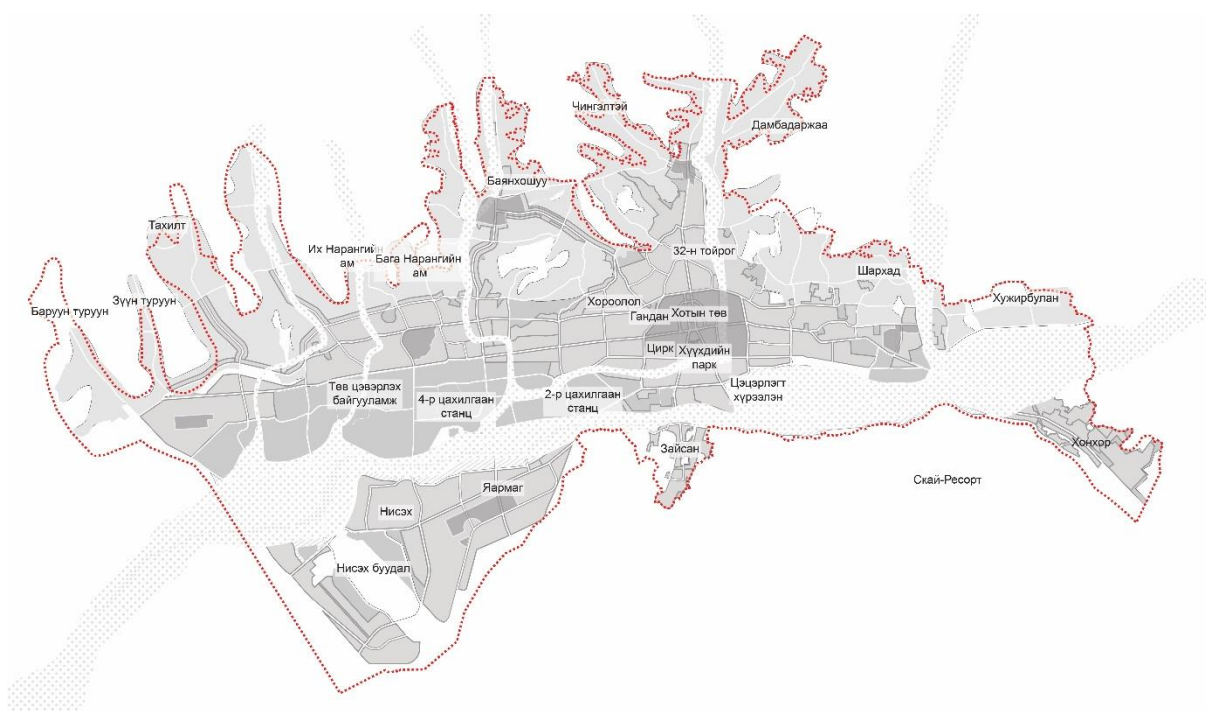 Чингэлтэй
Дамбадаржаа
Баянхошуу
Тахилт
Их Нарангийн
ам
Бага Нарангийн
ам
32-н тойрог
Шархад
Зүүн туруун
Баруун туруун
Хороолол
Гандан
Хотын төв
Хужирбулан
Цирк
Хүүхдийн
парк
Төв цэвэрлэх
байгууламж
4-р цахилгаан
станц
2-р цахилгаан
станц
Цэцэрлэгт
хүрээлэн
Зайсан
Хонхор
Скай-Ресорт
Яармаг
Нисэх
Нисэх буудал